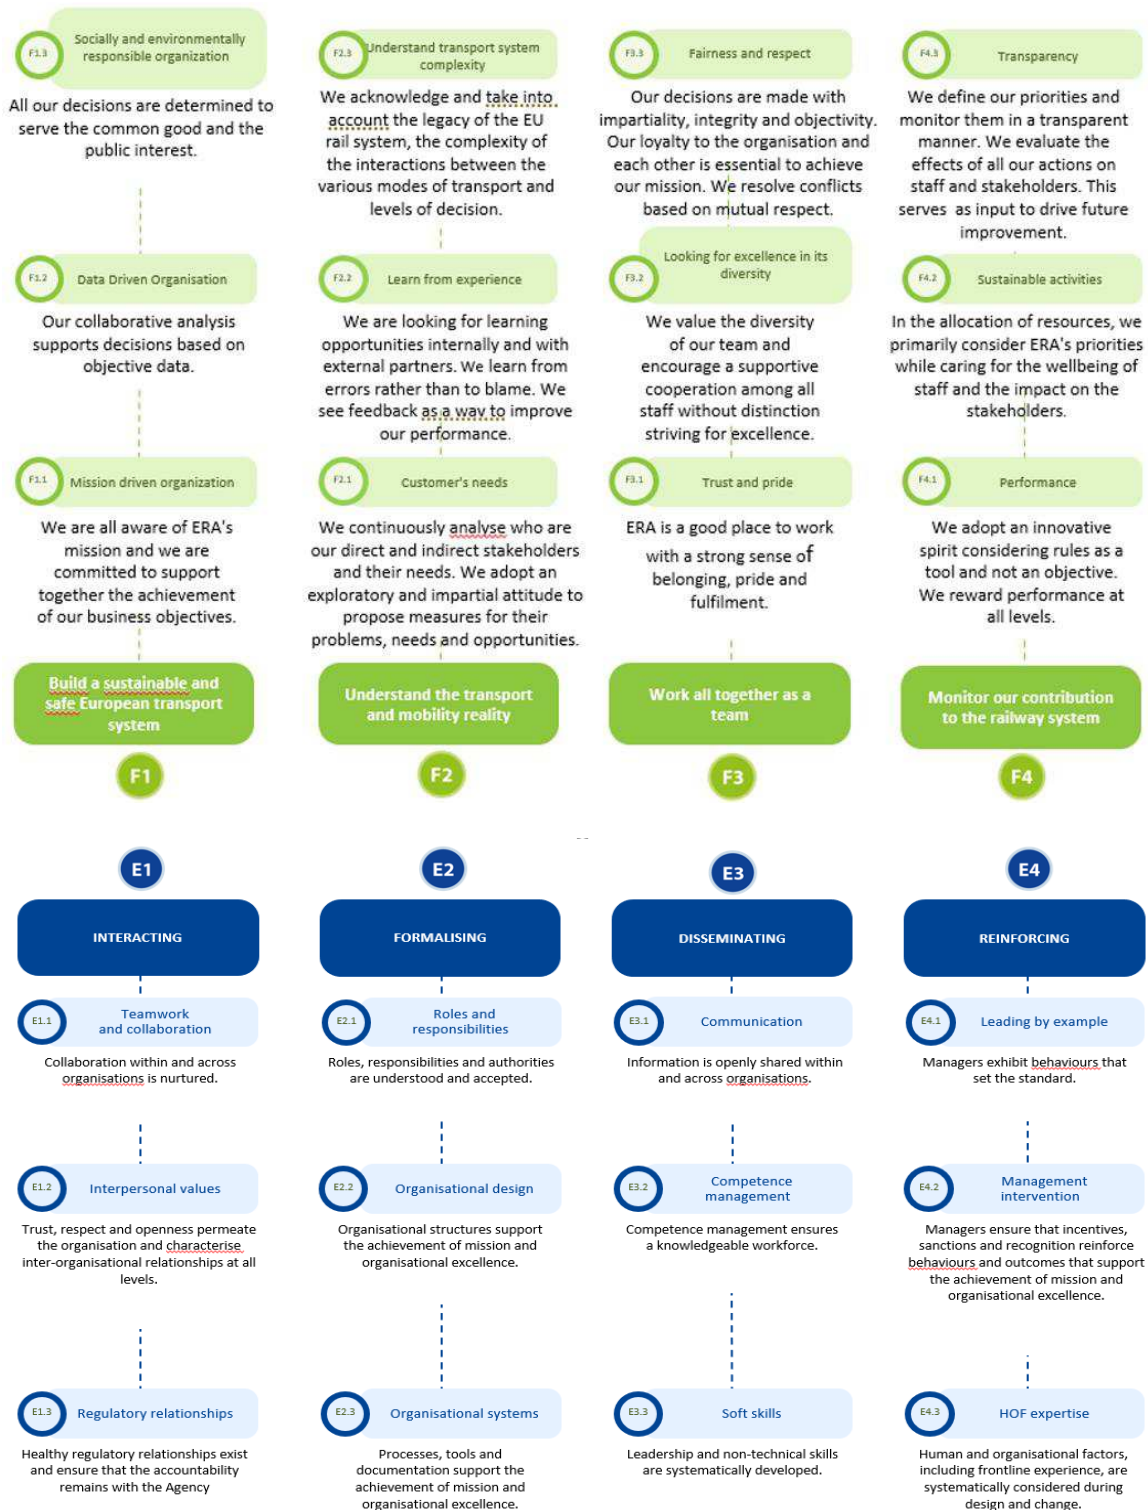 F1.3
Socially and environmentally
responsible organization
All our decisions are determined to
serve the common good and the
public interest.
F1.2
Data Driven Organisation
Our collaborative analysis
supports decisions based on
objective data.
F1.1
Mission driven organization
We are all aware of ERA's
mission and we are
committed to support
together the achievement
of our business objectives.
Build a sustainable and
safe European transport
system
F1
F2.3
Understand transport system
complexity
We acknowledge and take into
account the legacy of the EU
rail system, the complexity of
the interactions between the
various modes of transport and
levels of decision.
F2.2
Learn from experience
We are looking for learning
opportunities internally and with
external partners. We learn from
errors rather than to blame. We
see feedback as a way to improve
our performance.
F2.1
Customer's needs
We continuously analyse who are
our direct and indirect stakeholders
and their needs. We adopt an
exploratory and impartial attitude to
propose measures for their
problems, needs and opportunities.
Understand the transport
and mobility reality
F2
F3.3
Fairness and respect
Our decisions are made with
impartiality, integrity and objectivity.
Our loyalty to the organisation and
each other is essential to achieve
our mission. We resolve conflicts
based on mutual respect.
F3.2
Looking for excellence in its
diversity
We value the diversity
of our team and
encourage a supportive
cooperation among all
staff without distinction
striving for excellence.
F3.1
Trust and pride
ERA is a good place to work
with a strong sense of
belonging, pride and
fulfilment.
Work all together as a
team
F3
F4.3
Transparency
We define our priorities and
monitor them in a transparent
manner. We evaluate the
effects of all our actions on
staff and stakeholders. This
serves as input to drive future
improvement.
F4.2
Sustainable activities
In the allocation of resources, we
primarily consider ERA's priorities
while caring for the wellbeing of
staff and the impact on the
stakeholders.
F4.1
Performance
We adopt an innovative
spirit considering rules as a
tool and not an objective.
We reward performance at
all levels.
Monitor our contribution
to the railway system
F4
E1
INTERACTING
E1.1
Teamwork
and collaboration
Collaboration within and across
organisations is nurtured.
E1.2
Interpersonal values
Trust, respect and openness permeate
the organisation and characterise
inter-organisational relationships at all
levels.
E1.3
Regulatory relationships
Healthy regulatory relationships exist
and ensure that the accountability
remains with the Agency
E2
FORMALISING
E2.1
Roles and
responsibilities
Roles, responsibilities and authorities
are understood and accepted.
E2.2
Organisational design
Organisational structures support
the achievement of mission and
organisational excellence.
E2.3
Organisational systems
Processes, tools and
documentation support the
achievement of mission and
organisational excellence.
E3
DISSEMINATING
E3.1
Communication
Information is openly shared within
and across organisations.
E3.2
Competence
management
Competence management ensures
a knowledgeable workforce.
E3.3
Soft skills
Leadership and non-technical skills
are systematically developed.
E4
REINFORCING
E4.1
Leading by example
Managers exhibit behaviours that
set the standard.
E4.2
Management
intervention
Managers ensure that incentives,
sanctions and recognition reinforce
behaviours and outcomes that support
the achievement of mission and
organisational excellence.
E4.3
HOF expertise
Human and organisational factors,
including frontline experience, are
systematically considered during
design and change.